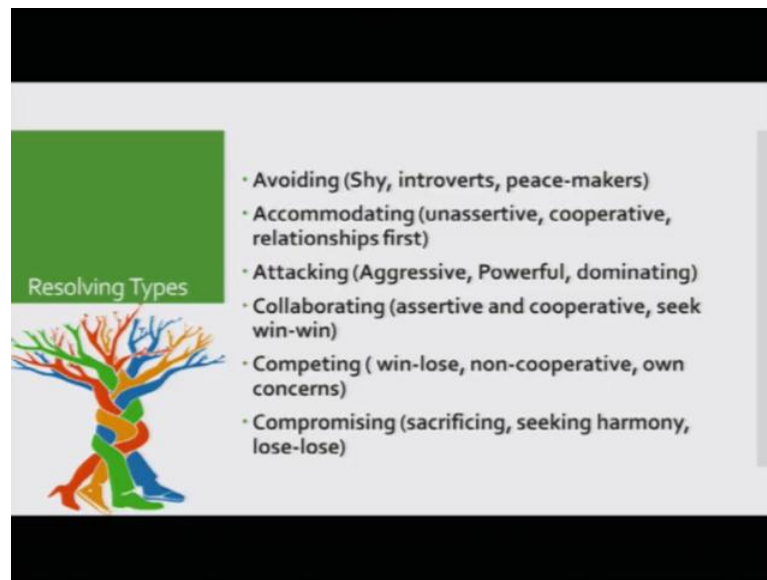 Resolving Types
· Avoiding (Shy, introverts, peace-makers)
· Accommodating (unassertive, cooperative,
relationships first)
· Attacking (Aggressive, Powerful, dominating)
· Collaborating (assertive and cooperative, seek
win-win)
· Competing ( win-lose, non-cooperative, own
concerns)
· Compromising (sacrificing, seeking harmony,
lose-lose)